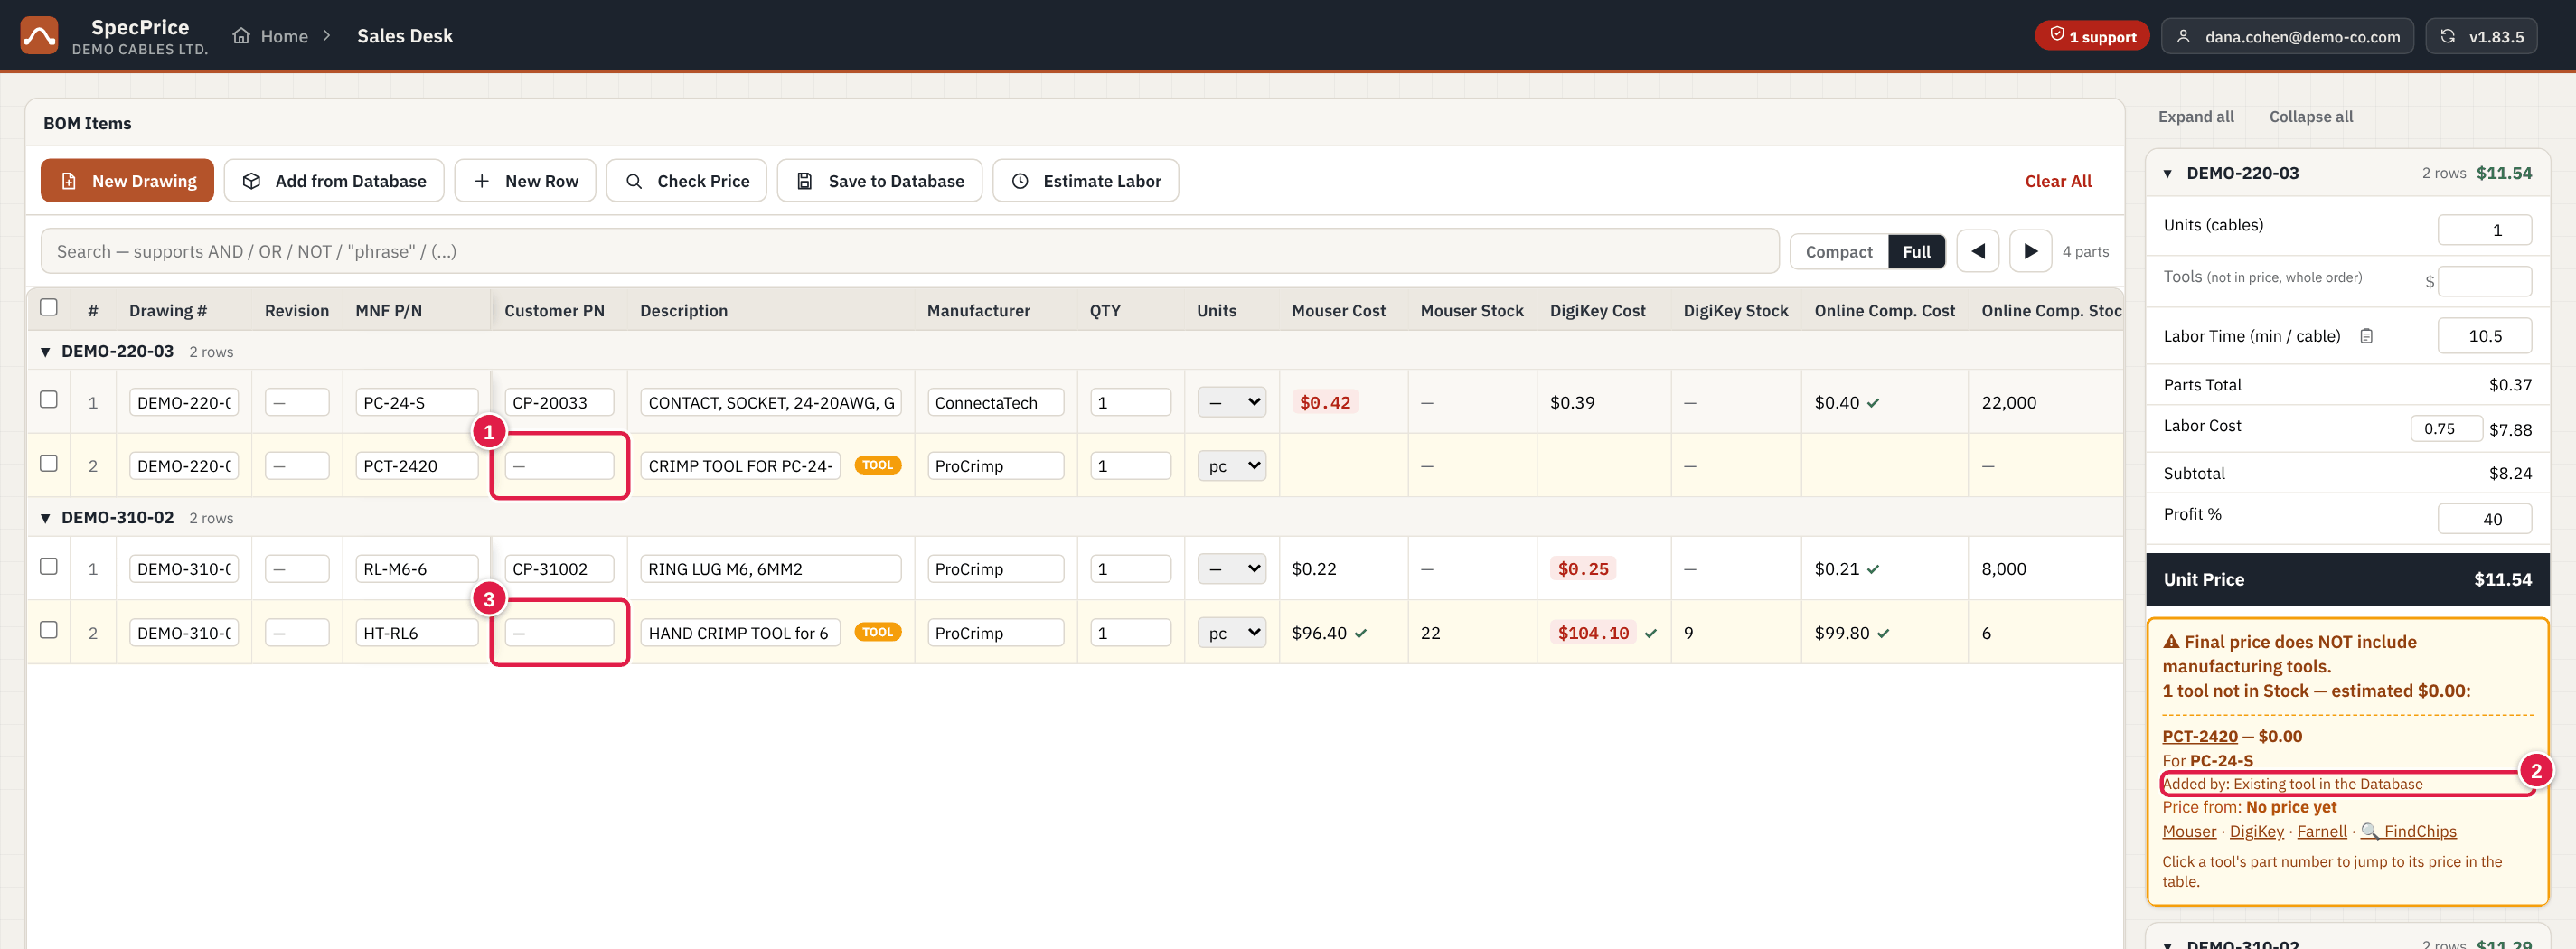 SpecPrice
DEMO CABLES LTD.
Home > Sales Desk
1 support
dana.cohen@demo-co.com
v1.83.5
BOM Items
New Drawing
Add from Database
New Row
Check Price
Save to Database
Estimate Labor
Clear All
Search — supports AND / OR / NOT / "phrase" / (...)
Compact Full ◀ ▶ 4 parts
# Drawing # Revision MNF P/N Customer PN Description Manufacturer QTY Units Mouser Cost Mouser Stock DigiKey Cost DigiKey Stock Online Comp. Cost Online Comp. Stoc
▼ DEMO-220-03 2 rows
1 DEMO-220-0 — PC-24-S CP-20033 CONTACT, SOCKET, 24-20AWG, G ConnectaTech 1 — $0.42 — $0.39 — $0.40 ✓ 22,000
1
2 DEMO-220-0 — PCT-2420 — CRIMP TOOL FOR PC-24- TOOL ProCrimp 1 pc — — —
▼ DEMO-310-02 2 rows
1 DEMO-310-0 — RL-M6-6 CP-31002 RING LUG M6, 6MM2 ProCrimp 1 — $0.22 — $0.25 — $0.21 ✓ 8,000
3
2 DEMO-310-0 — HT-RL6 — HAND CRIMP TOOL for 6 TOOL ProCrimp 1 pc $96.40 ✓ 22 $104.10 ✓ 9 $99.80 ✓ 6
Expand all Collapse all
▼ DEMO-220-03 2 rows $11.54
Units (cables) 1
Tools (not in price, whole order) $
Labor Time (min / cable) 10.5
Parts Total $0.37
Labor Cost 0.75 $7.88
Subtotal $8.24
Profit % 40
Unit Price $11.54
⚠ Final price does NOT include
manufacturing tools.
1 tool not in Stock — estimated $0.00:
PCT-2420 — $0.00
For PC-24-S
2
Added by: Existing tool in the Database
Price from: No price yet
Mouser · DigiKey · Farnell · 🔍 FindChips
Click a tool's part number to jump to its price in the
table.
▼ DEMO-310-02 2 rows $11.29